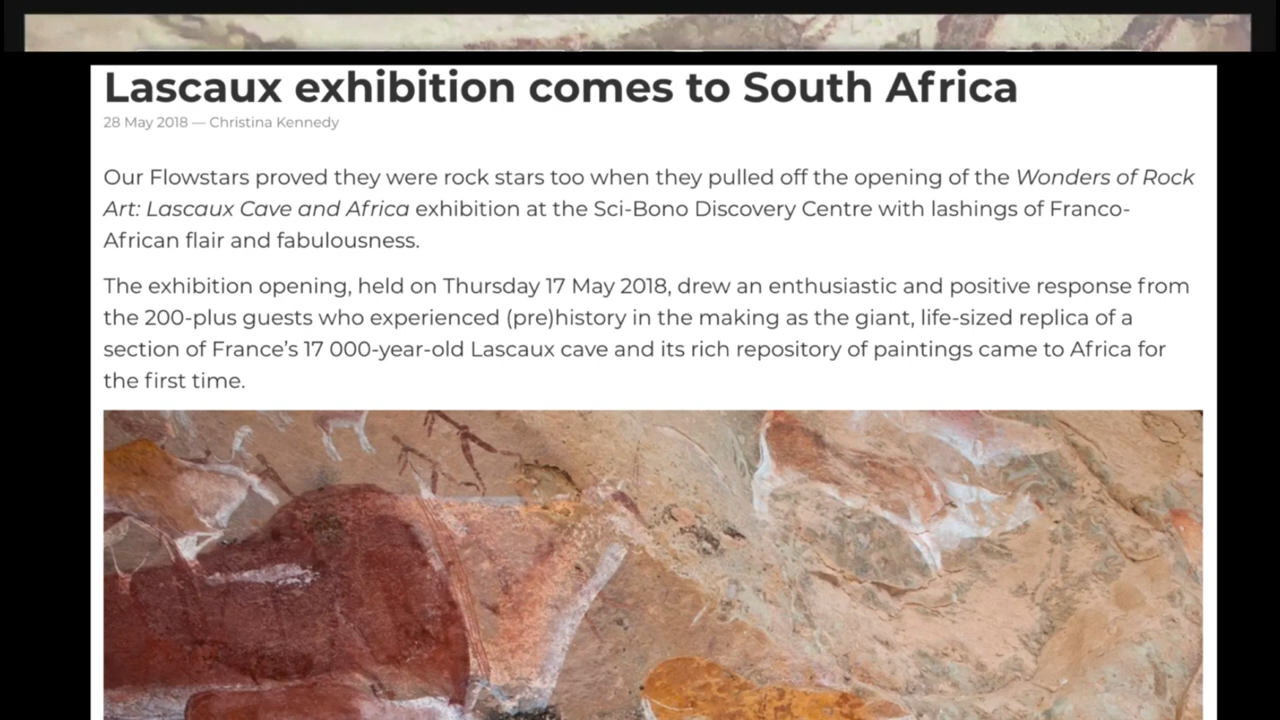 Lascaux exhibition comes to South Africa
28 May 2018 — Christina Kennedy
Our Flowstars proved they were rock stars too when they pulled off the opening of the Wonders of Rock
Art: Lascaux Cave and Africa exhibition at the Sci-Bono Discovery Centre with lashings of Franco-
African flair and fabulousness.
The exhibition opening, held on Thursday 17 May 2018, drew an enthusiastic and positive response from
the 200-plus guests who experienced (pre)history in the making as the giant, life-sized replica of a
section of France’s 17 000-year-old Lascaux cave and its rich repository of paintings came to Africa for
the first time.